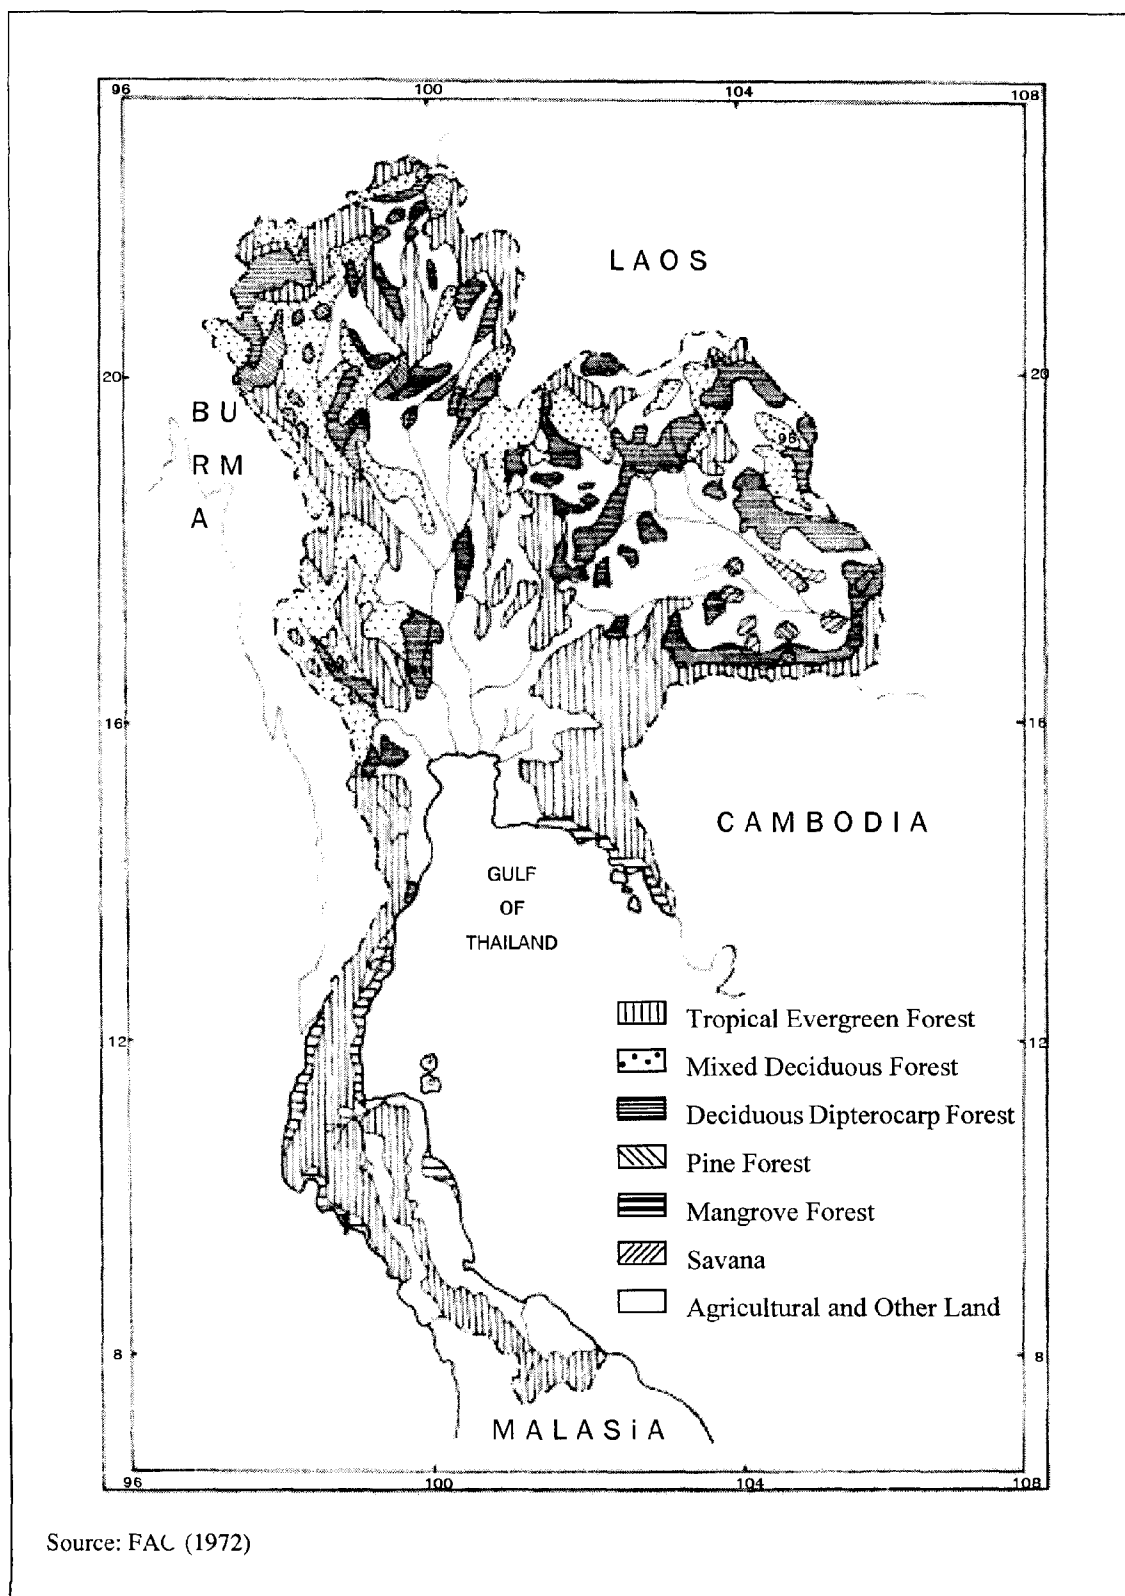 96 100 104 108
LAOS
20 20
B U
R M
A
96
16 16
CAMBODIA
GULF
OF
THAILAND
Tropical Evergreen Forest
12 12
Mixed Deciduous Forest
Deciduous Dipterocarp Forest
Pine Forest
Mangrove Forest
Savana
Agricultural and Other Land
8 8
MALASiA
96 100 104 108
Source: FAC (1972)